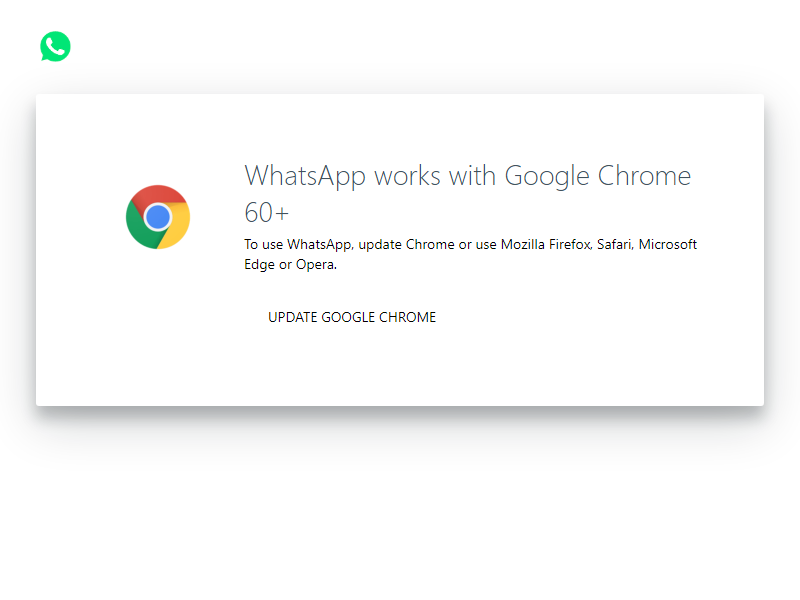 WhatsApp works with Google Chrome
60+
To use WhatsApp, update Chrome or use Mozilla Firefox, Safari, Microsoft
Edge or Opera.
UPDATE GOOGLE CHROME